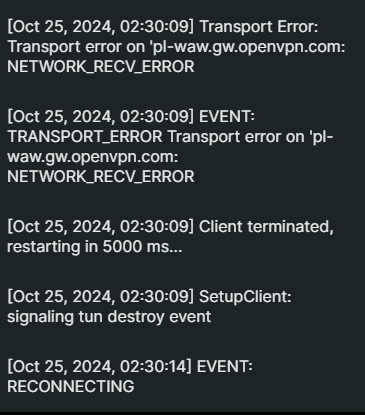 [Oct 25, 2024, 02:30:09] Transport Error:
Transport error on 'pl-waw.gw.openvpn.com:
NETWORK_RECV_ERROR
[Oct 25, 2024, 02:30:09] EVENT:
TRANSPORT_ERROR Transport error on 'pl-
waw.gw.openvpn.com:
NETWORK_RECV_ERROR
[Oct 25, 2024, 02:30:09] Client terminated,
restarting in 5000 ms...
[Oct 25, 2024, 02:30:09] SetupClient:
signaling tun destroy event
[Oct 25, 2024, 02:30:14] EVENT:
RECONNECTING